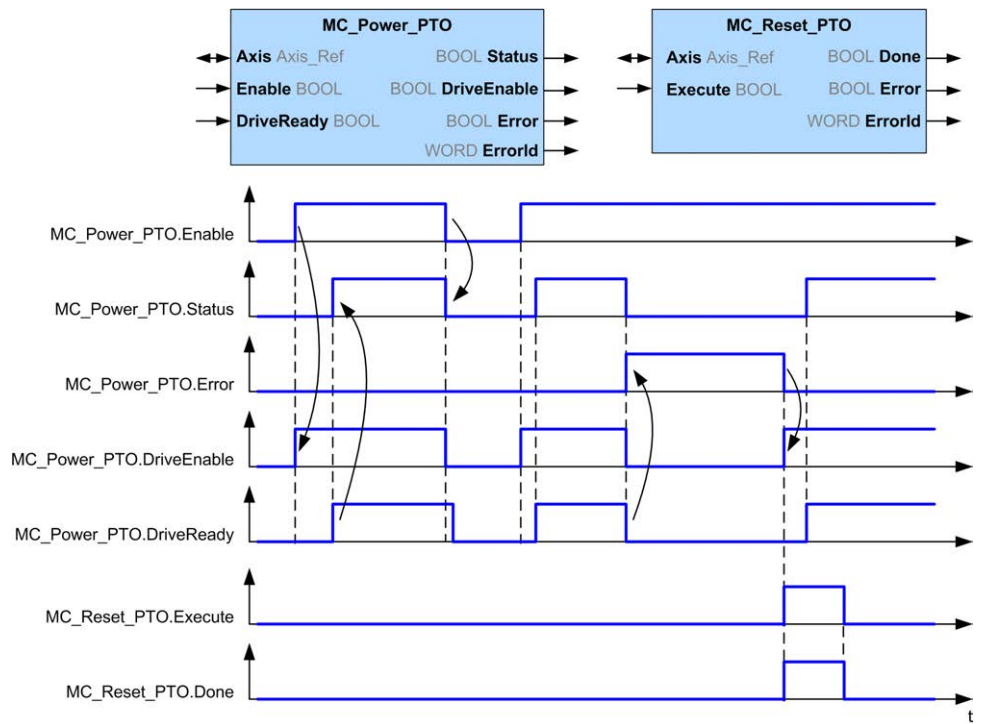 MC_Power_PTO
Axis Axis_Ref BOOL Status
Enable BOOL BOOL DriveEnable
DriveReady BOOL BOOL Error
WORD ErrorId
MC_Reset_PTO
Axis Axis_Ref BOOL Done
Execute BOOL BOOL Error
WORD ErrorId
MC_Power_PTO.Enable
MC_Power_PTO.Status
MC_Power_PTO.Error
MC_Power_PTO.DriveEnable
MC_Power_PTO.DriveReady
MC_Reset_PTO.Execute
MC_Reset_PTO.Done
t